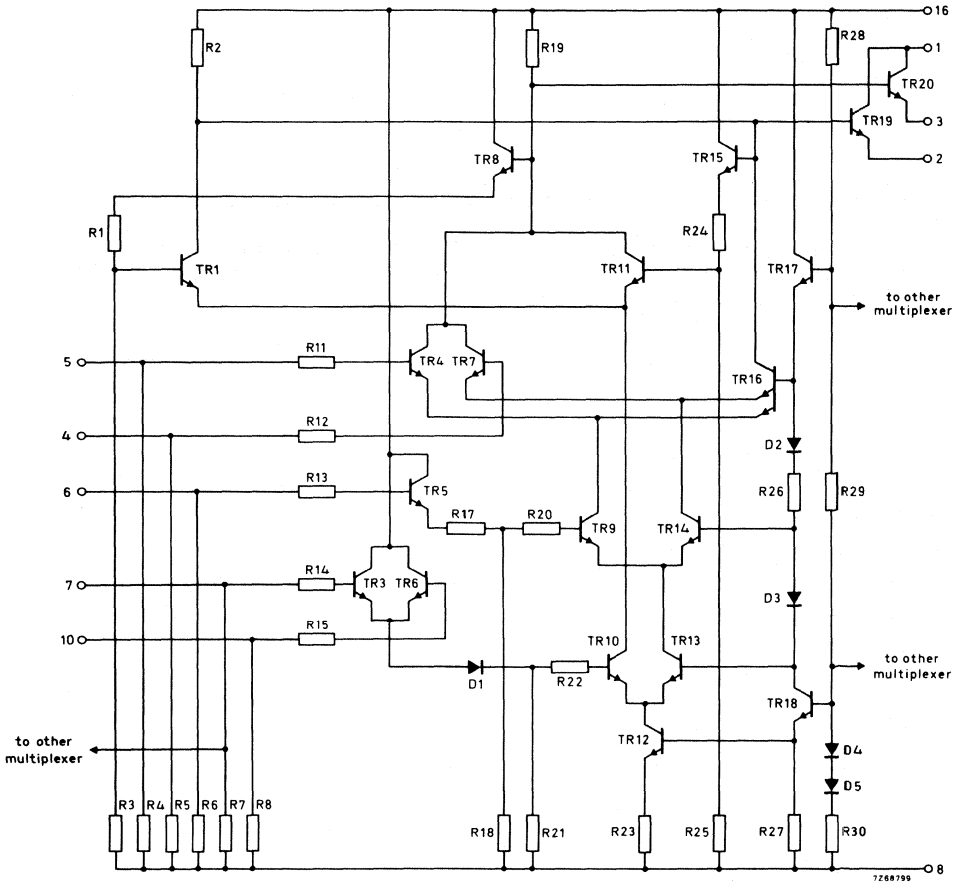 16
R2
R19
R28
1
TR20
TR19
3
TR8
TR15
2
R1
R24
TR1
TR11
TR17
to other
multiplexer
R11
5
TR4
TR7
TR16
R12
4
D2
R13
R26
R29
6
TR5
R17
R20
TR9
TR14
R14
7
TR3
TR6
D3
R15
10
TR10
TR13
to other
multiplexer
D1
R22
TR18
to other
multiplexer
TR12
D4
D5
R3
R4
R5
R6
R7
R8
R18
R21
R23
R25
R27
R30
8
7Z68799